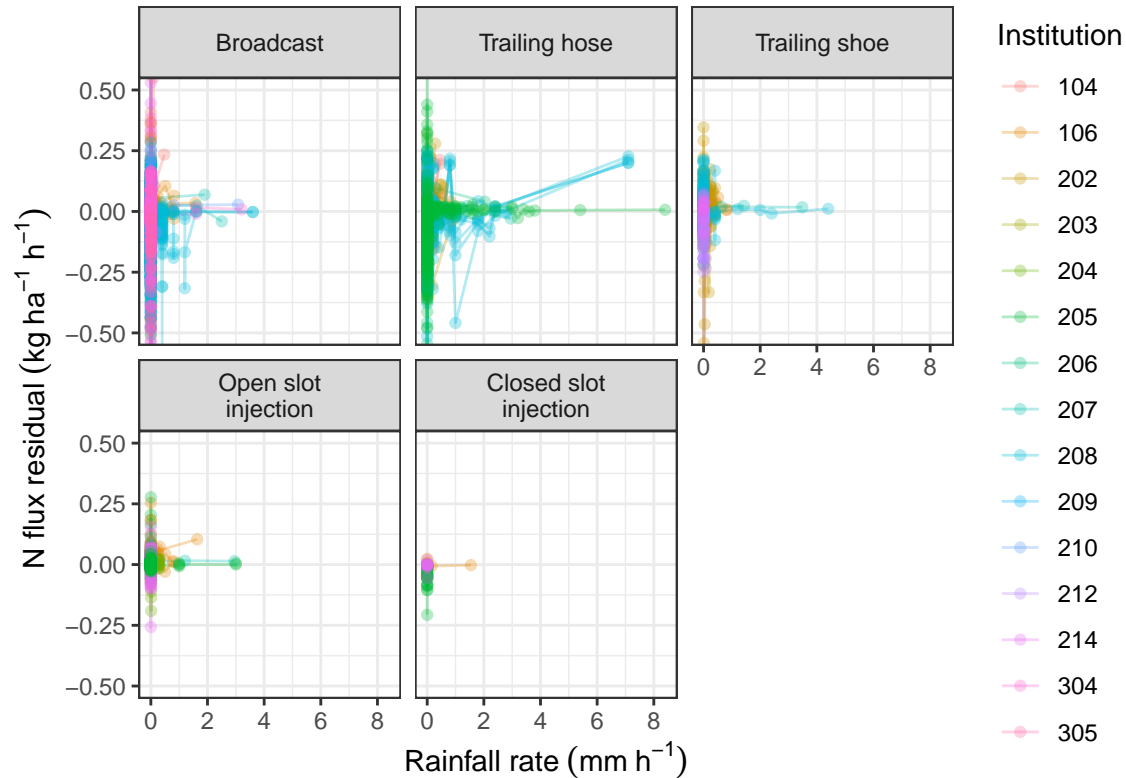 Broadcast
Trailing hose
Trailing shoe
0.50
0.25
0.00
−0.25
−0.50
0 2 4 6 8
Open slot
injection
Closed slot
injection
0.50
0.25
0.00
−0.25
−0.50
0 2 4 6 8
0 2 4 6 8
N flux residual (kg ha⁻¹ h⁻¹)
Rainfall rate (mm h⁻¹)
Institution
104
106
202
203
204
205
206
207
208
209
210
212
214
304
305